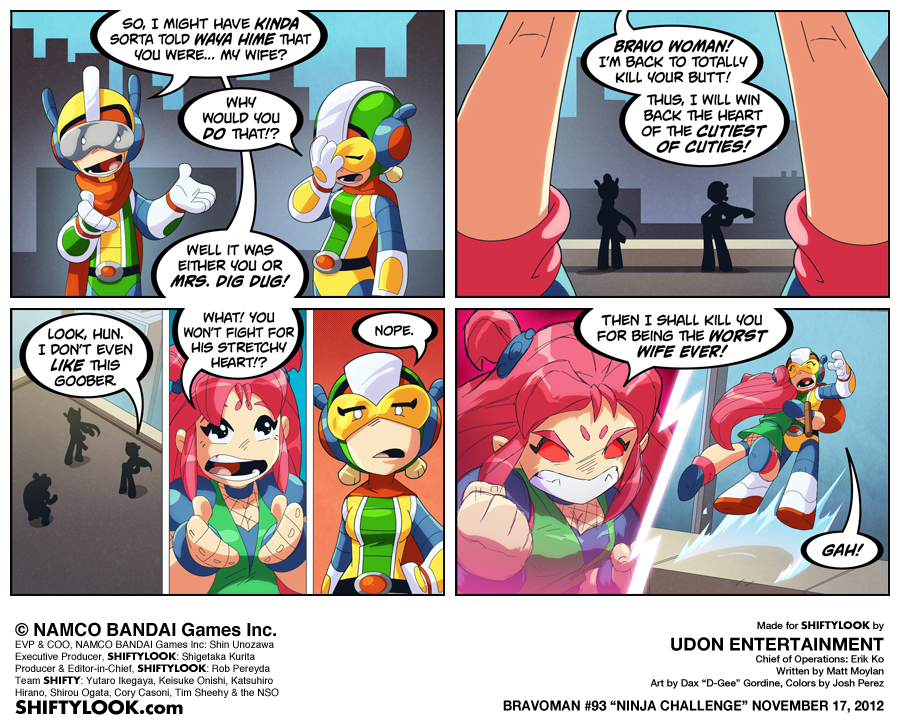 SO, I MIGHT HAVE KINDA
SORTA TOLD WAYA HIME THAT
YOU WERE... MY WIFE?
WHY
WOULD YOU
DO THAT!?
WELL IT WAS
EITHER YOU OR
MRS. DIG DUG!
BRAVO WOMAN!
I'M BACK TO TOTALLY
KILL YOUR BUTT!
THUS, I WILL WIN
BACK THE HEART
OF THE CUTIEST
OF CUTIES!
LOOK, HUN.
I DON'T EVEN
LIKE THIS
GOOBER.
WHAT! YOU
WON'T FIGHT FOR
HIS STRETCHY
HEART!?
NOPE.
THEN I SHALL KILL YOU
FOR BEING THE WORST
WIFE EVER!
GAH!
© NAMCO BANDAI Games Inc.
EVP & COO, NAMCO BANDAI Games Inc: Shin Unozawa
Executive Producer, SHIFTYLOOK: Shigetaka Kurita
Producer & Editor-in-Chief, SHIFTYLOOK: Rob Pereyda
Team SHIFTY: Yutaro Ikegaya, Keisuke Onishi, Katsuhiro
Hirano, Shirou Ogata, Cory Casoni, Tim Sheehy & the NSO
SHIFTYLOOK.com
Made for SHIFTYLOOK by
UDON ENTERTAINMENT
Chief of Operations: Erik Ko
Written by Matt Moylan
Art by Dax "D-Gee" Gordine, Colors by Josh Perez
BRAVOMAN #93 "NINJA CHALLENGE" NOVEMBER 17, 2012